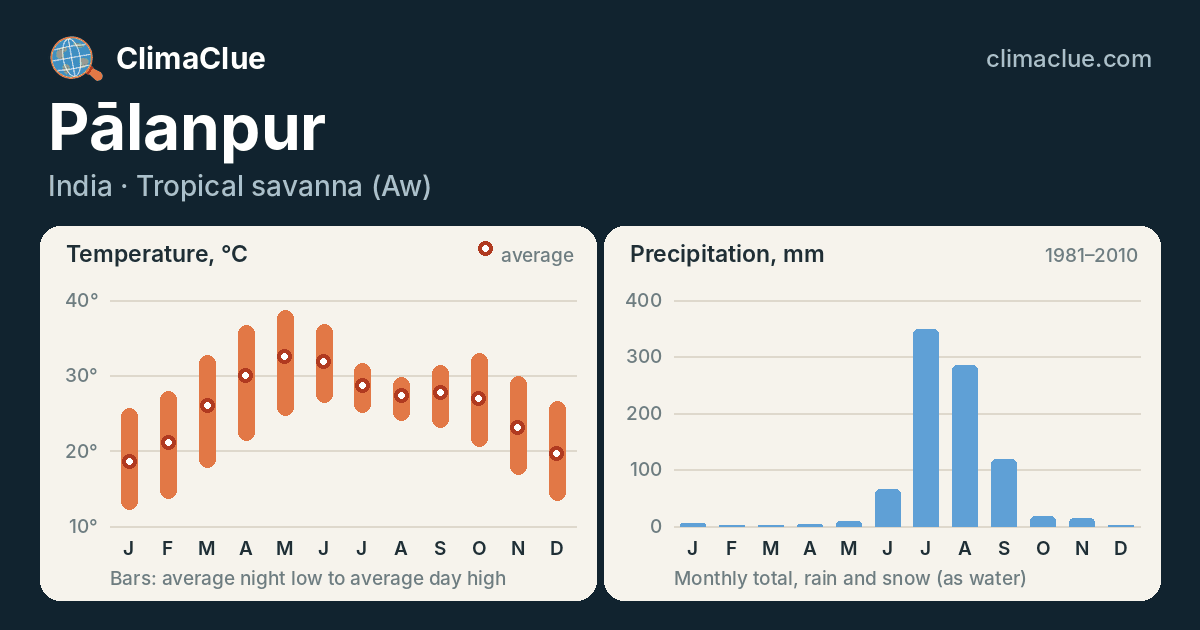 ClimaClue
climaclue.com
Pālanpur
India · Tropical savanna (Aw)
Temperature, °C
average
40°
30°
20°
10°
J F M A M J J A S O N D
Bars: average night low to average day high
Precipitation, mm
1981–2010
400
300
200
100
0
J F M A M J J A S O N D
Monthly total, rain and snow (as water)